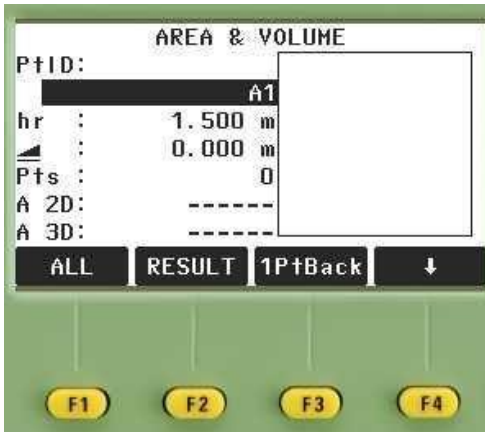 AREA & VOLUME
PtID:
A1
hr : 1.500 m
: 0.000 m
Pts : 0
A 2D: ------
A 3D: ------
ALL RESULT 1PtBack ↓
F1 F2 F3 F4